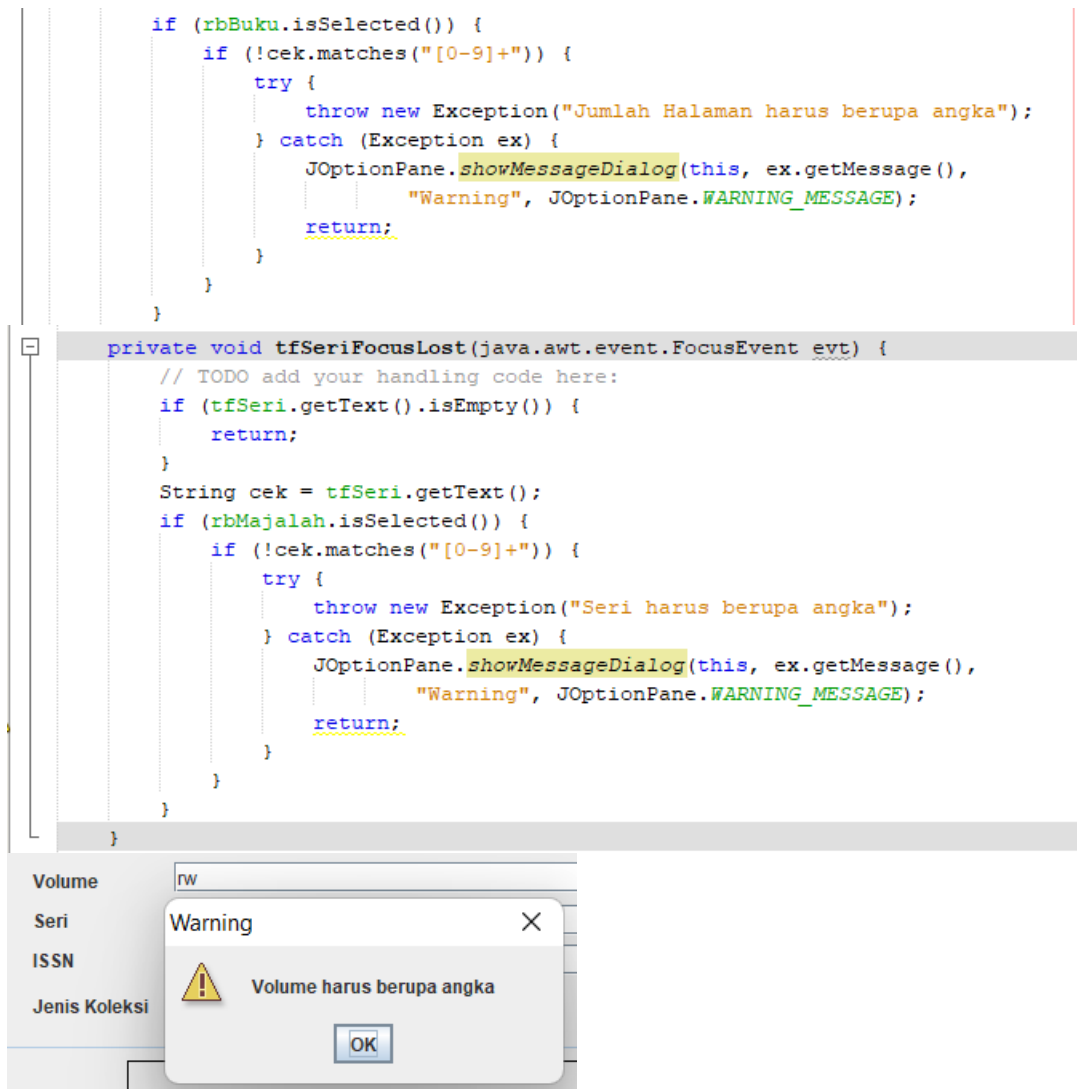 if (rbBuku.isSelected()) {
if (!cek.matches("[0-9]+")) {
try {
throw new Exception("Jumlah Halaman harus berupa angka");
} catch (Exception ex) {
JOptionPane.showMessageDialog(this, ex.getMessage(),
"Warning", JOptionPane.WARNING_MESSAGE);
return;
}
}
}
private void tfSeriFocusLost(java.awt.event.FocusEvent evt) {
// TODO add your handling code here:
if (tfSeri.getText().isEmpty()) {
return;
}
String cek = tfSeri.getText();
if (rbMajalah.isSelected()) {
if (!cek.matches("[0-9]+")) {
try {
throw new Exception("Seri harus berupa angka");
} catch (Exception ex) {
JOptionPane.showMessageDialog(this, ex.getMessage(),
"Warning", JOptionPane.WARNING_MESSAGE);
return;
}
}
}
}
Volume rw
Seri
ISSN
Jenis Koleksi
Warning
Volume harus berupa angka
OK